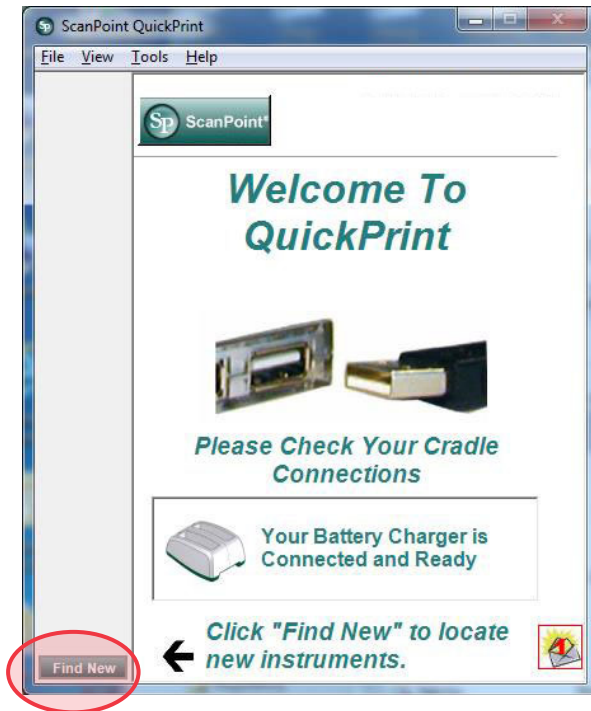 ScanPoint QuickPrint
File View Tools Help
Sp ScanPoint®
Welcome To
QuickPrint
Please Check Your Cradle
Connections
Your Battery Charger is
Connected and Ready
Click "Find New" to locate
new instruments.
Find New